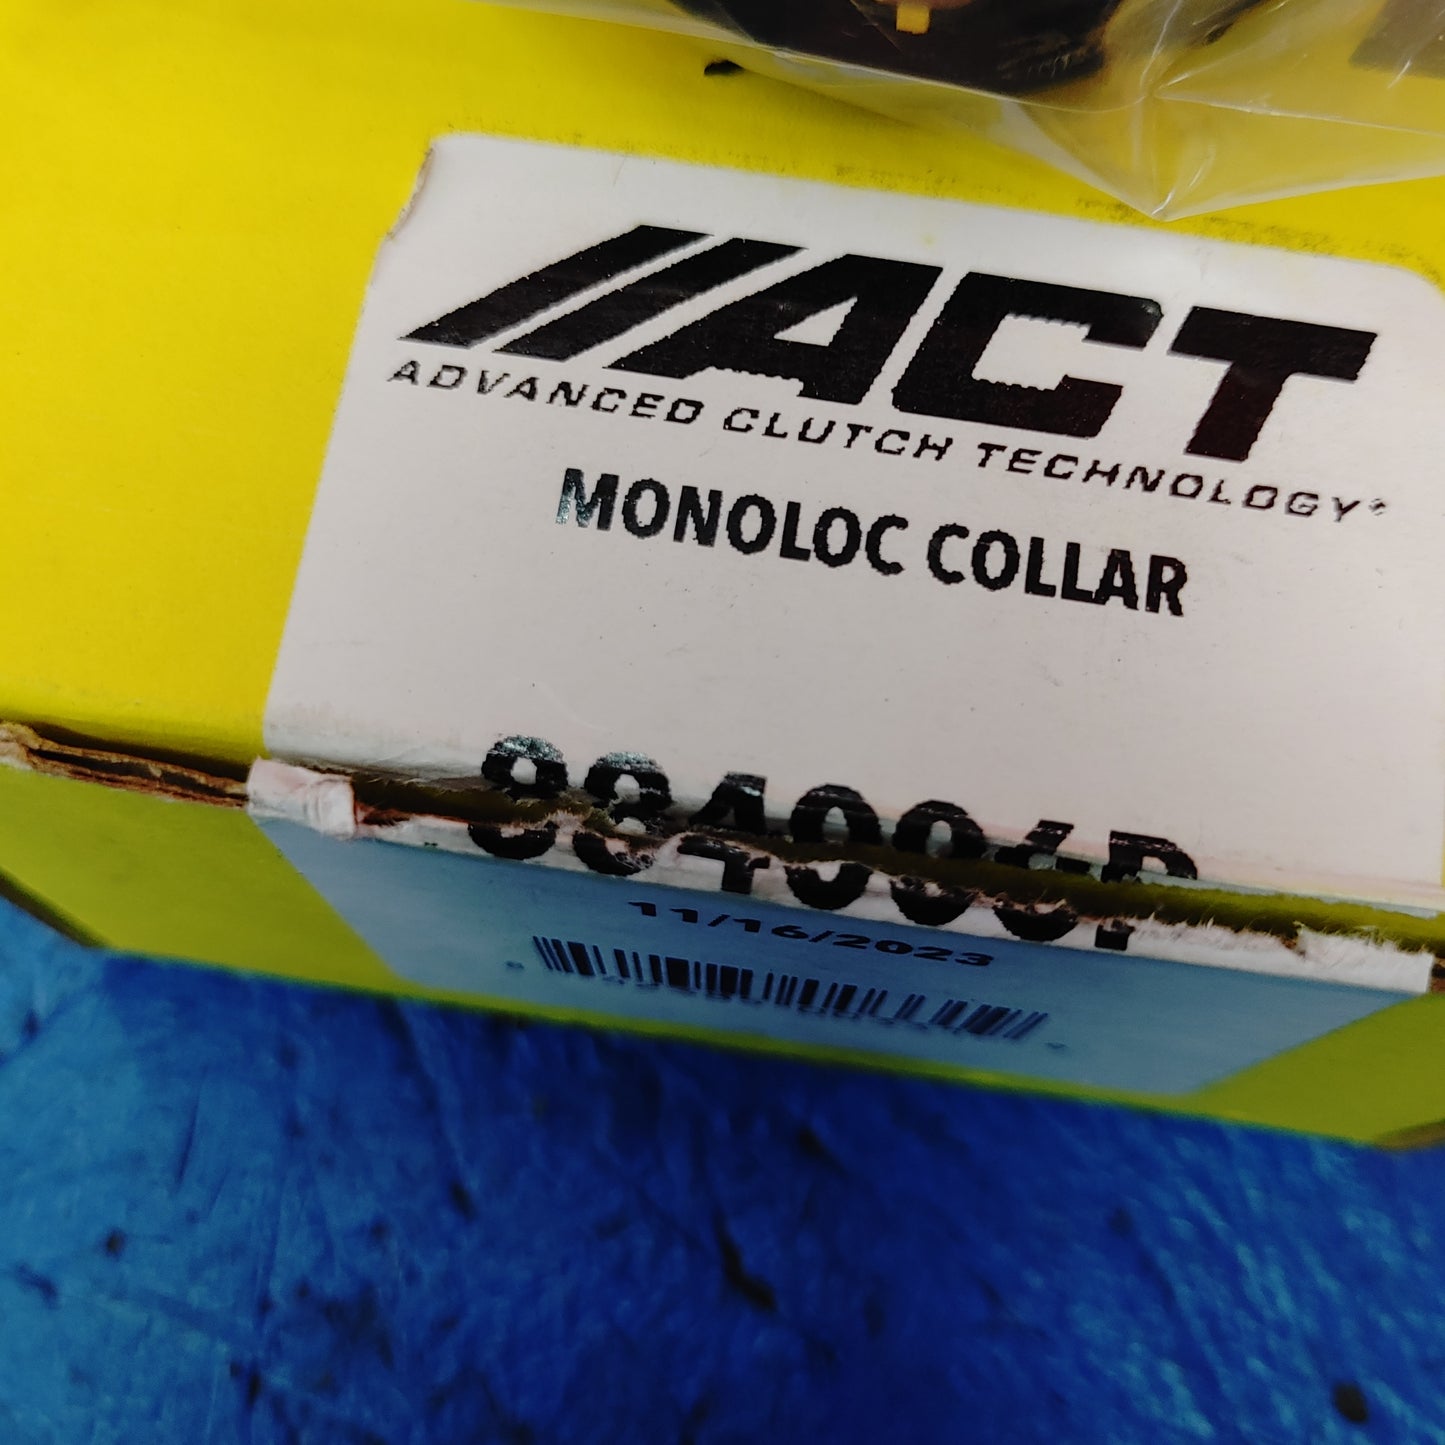 ACT
ADVANCED CLUTCH TECHNOLOGY®
MONOLOC COLLAR
11/16/2023